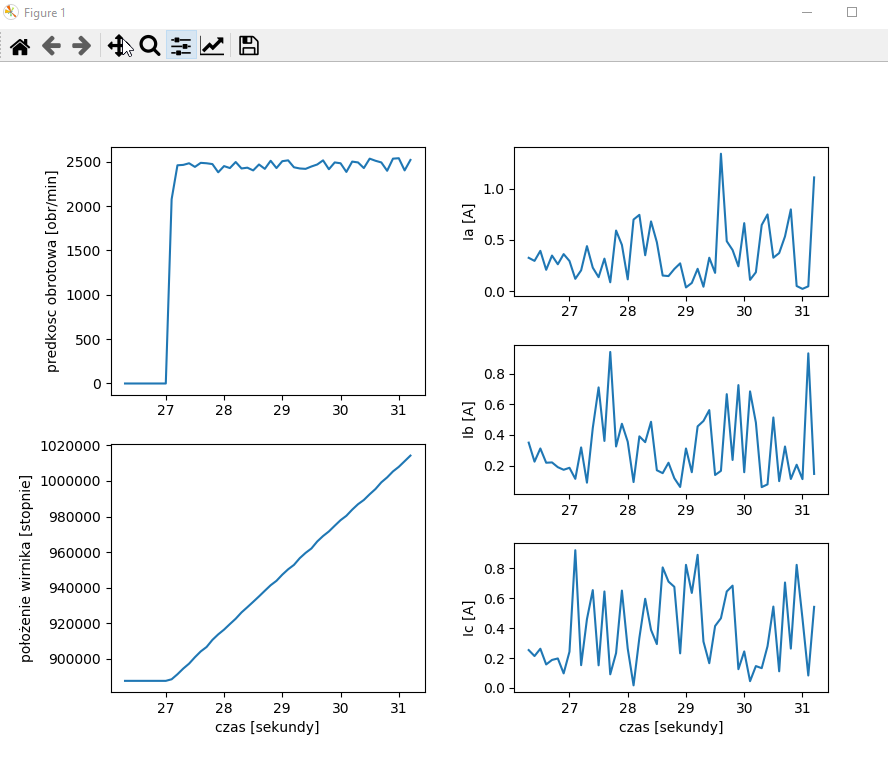 Figure 1
predkosc obrotowa [obr/min]
2500
2000
1500
1000
500
0
27 28 29 30 31
położenie wirnika [stopnie]
1020000
1000000
980000
960000
940000
920000
900000
27 28 29 30 31
czas [sekundy]
Ia [A]
1.0
0.5
0.0
27 28 29 30 31
Ib [A]
0.8
0.6
0.4
0.2
27 28 29 30 31
Ic [A]
0.8
0.6
0.4
0.2
0.0
27 28 29 30 31
czas [sekundy]